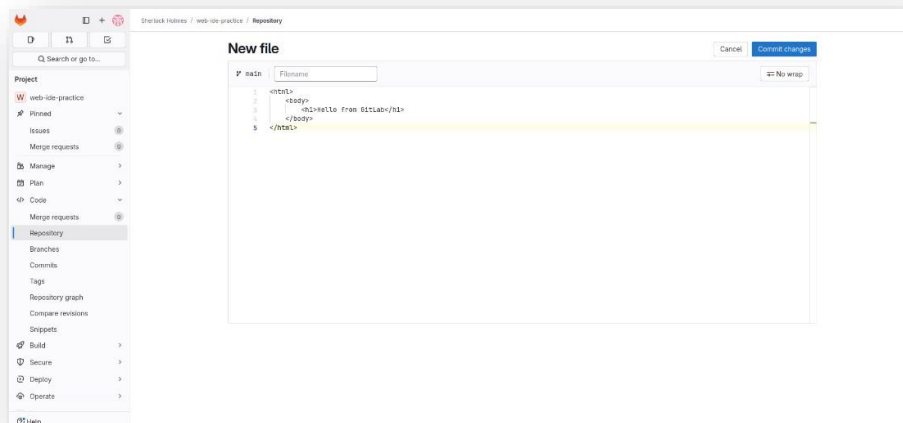 Sherlock Holmes / web-ide-practice / Repository
Search or go to...
Project
W web-ide-practice
Pinned
Issues 0
Merge requests 0
Manage
Plan
Code
Merge requests 0
Repository
Branches
Commits
Tags
Repository graph
Compare revisions
Snippets
Build
Secure
Deploy
Operate
Help
New file
Cancel Commit changes
main Filename No wrap
1 <html>
2 <body>
3 <h1>Hello from GitLab</h1>
4 </body>
5 </html>